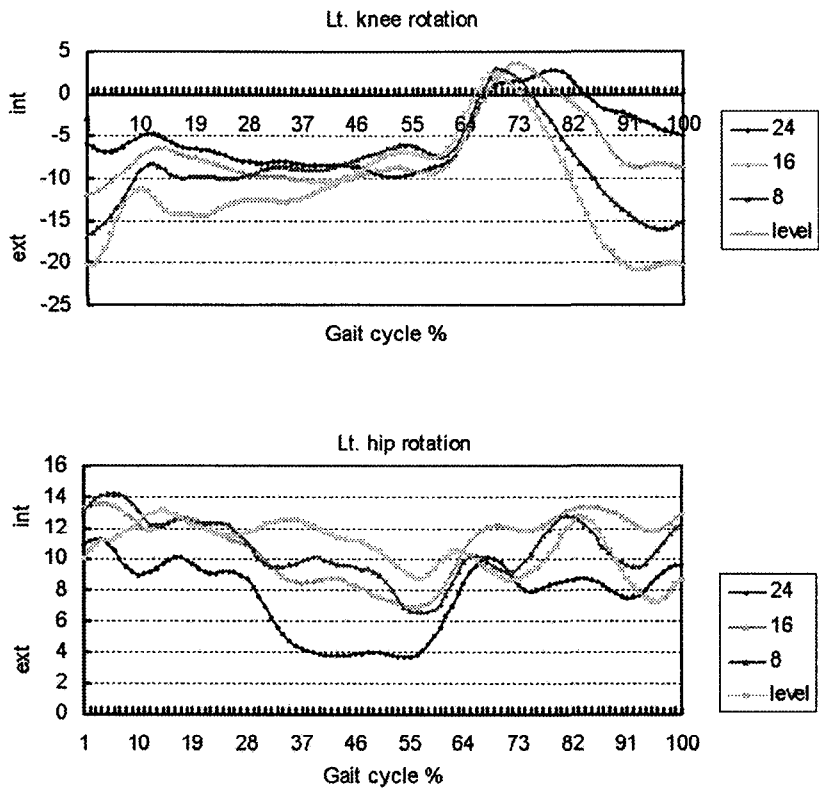 Lt. knee rotation
5
0
-5
-10
-15
-20
-25
int
ext
1 10 19 28 37 46 55 64 73 82 91 100
Gait cycle %
24
16
8
level
Lt. hip rotation
16
14
12
10
8
6
4
2
0
int
ext
1 10 19 28 37 46 55 64 73 82 91 100
Gait cycle %
24
16
8
level